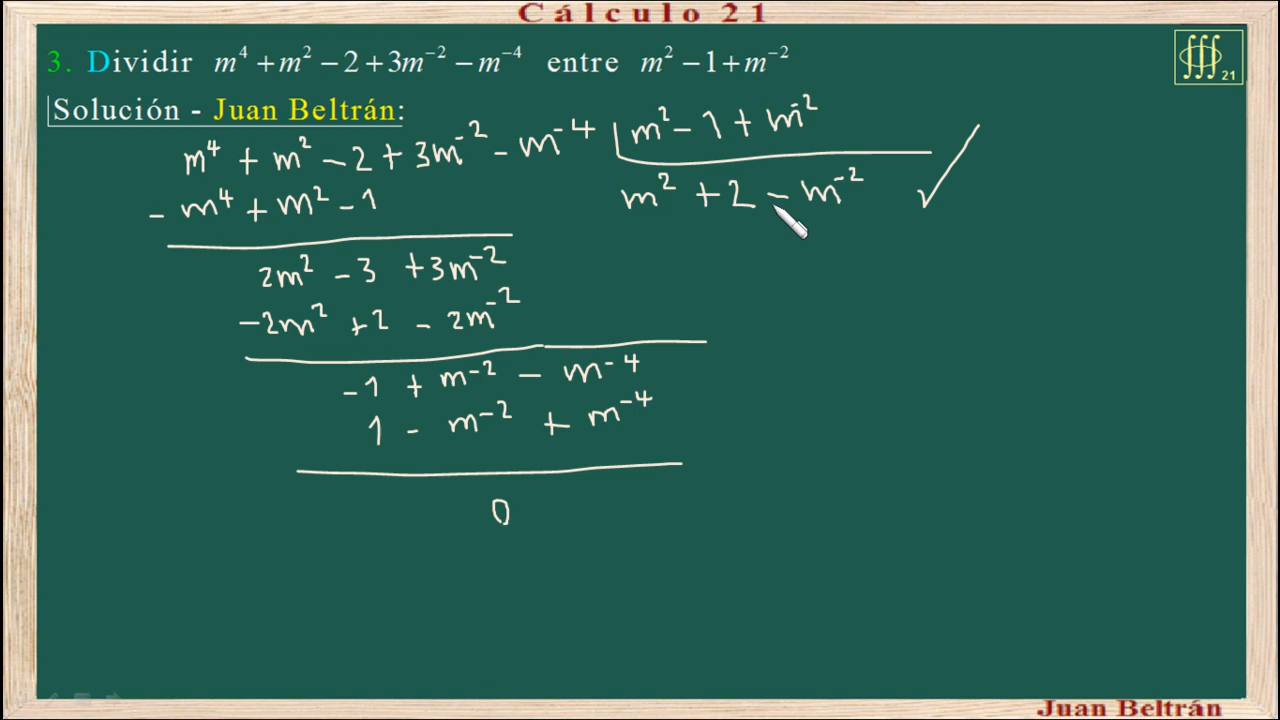 Cálculo 21
3. Dividir m⁴ + m² − 2 + 3m⁻² − m⁻⁴ entre m² − 1 + m⁻²
∫∫∫ 21
Solución - Juan Beltrán:
m⁴ + m² − 2 + 3m⁻² − m⁻⁴ | m² − 1 + m⁻²
− m⁴ + m² − 1
m² + 2 − m⁻² ✓
2m² − 3 + 3m⁻²
−2m² + 2 − 2m⁻²
−1 + m⁻² − m⁻⁴
1 − m⁻² + m⁻⁴
0
Juan Beltrán